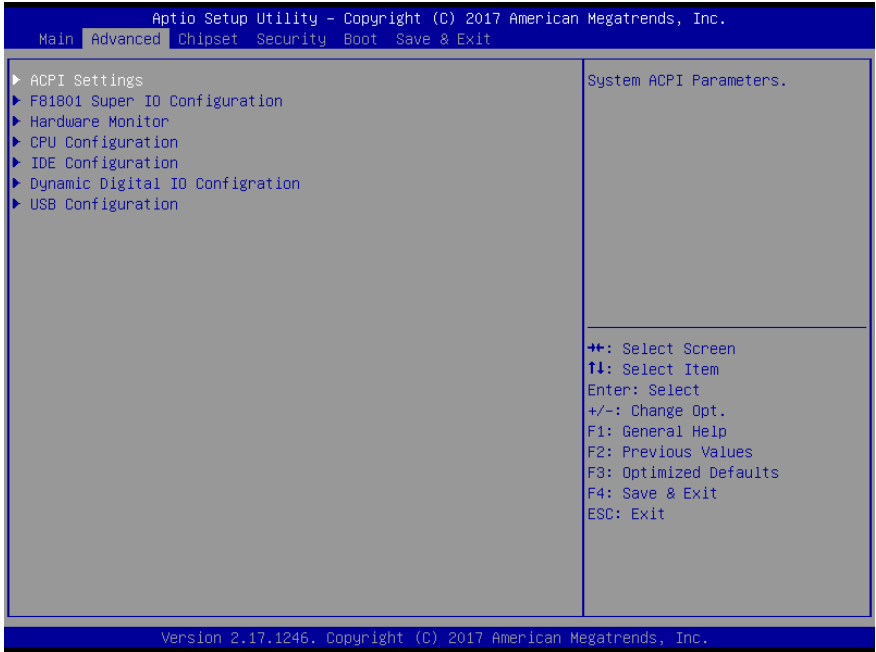 Aptio Setup Utility – Copyright (C) 2017 American Megatrends, Inc.
Main Advanced Chipset Security Boot Save & Exit
▶ ACPI Settings
▶ F81801 Super IO Configuration
▶ Hardware Monitor
▶ CPU Configuration
▶ IDE Configuration
▶ Dynamic Digital IO Configration
▶ USB Configuration
System ACPI Parameters.
→←: Select Screen
↑↓: Select Item
Enter: Select
+/-: Change Opt.
F1: General Help
F2: Previous Values
F3: Optimized Defaults
F4: Save & Exit
ESC: Exit
Version 2.17.1246. Copyright (C) 2017 American Megatrends, Inc.